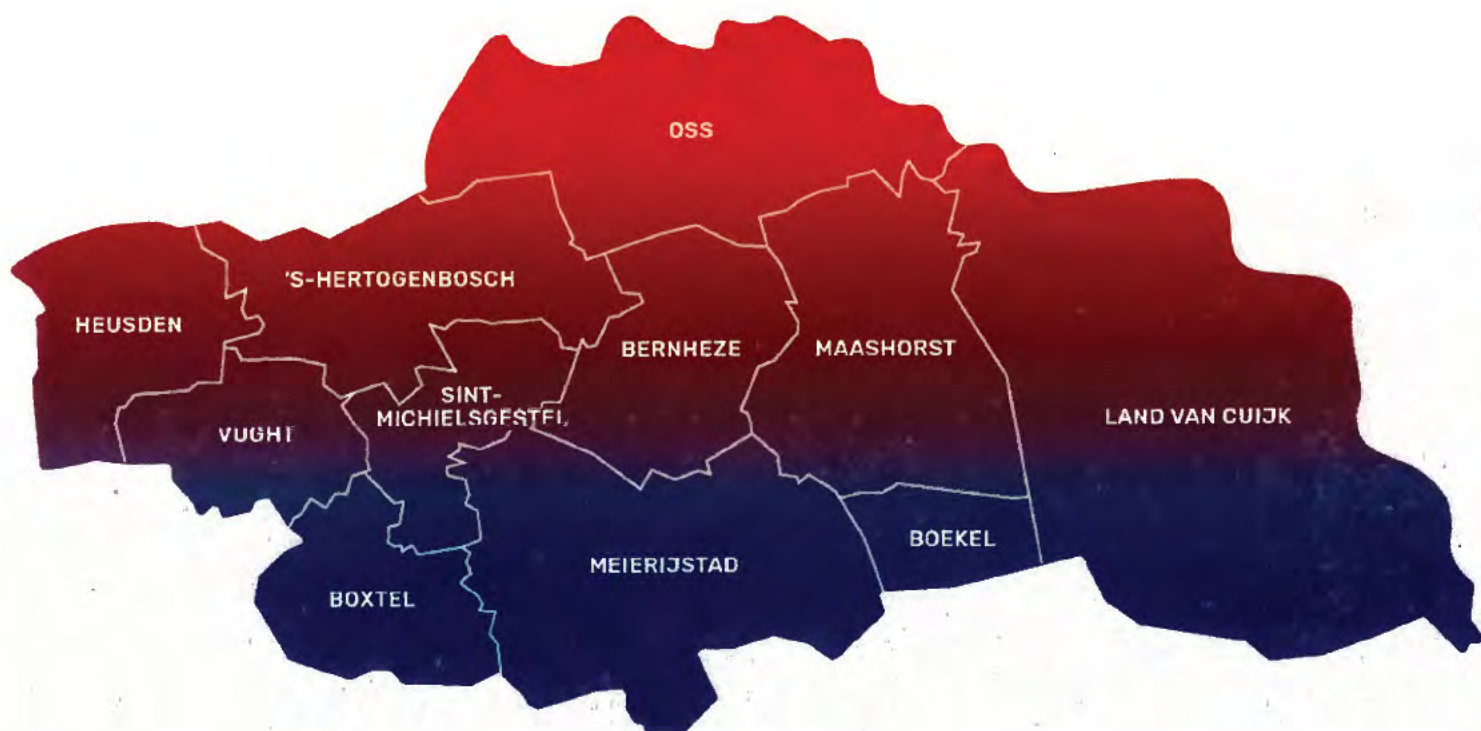 OSS
'S-HERTOGENBOSCH
HEUSDEN
BERNHEZE
MAASHORST
SINT-
MICHIELSGESTEL
LAND VAN CUIJK
VUGHT
BOEKEL
MEIERIJSTAD
BOXTEL